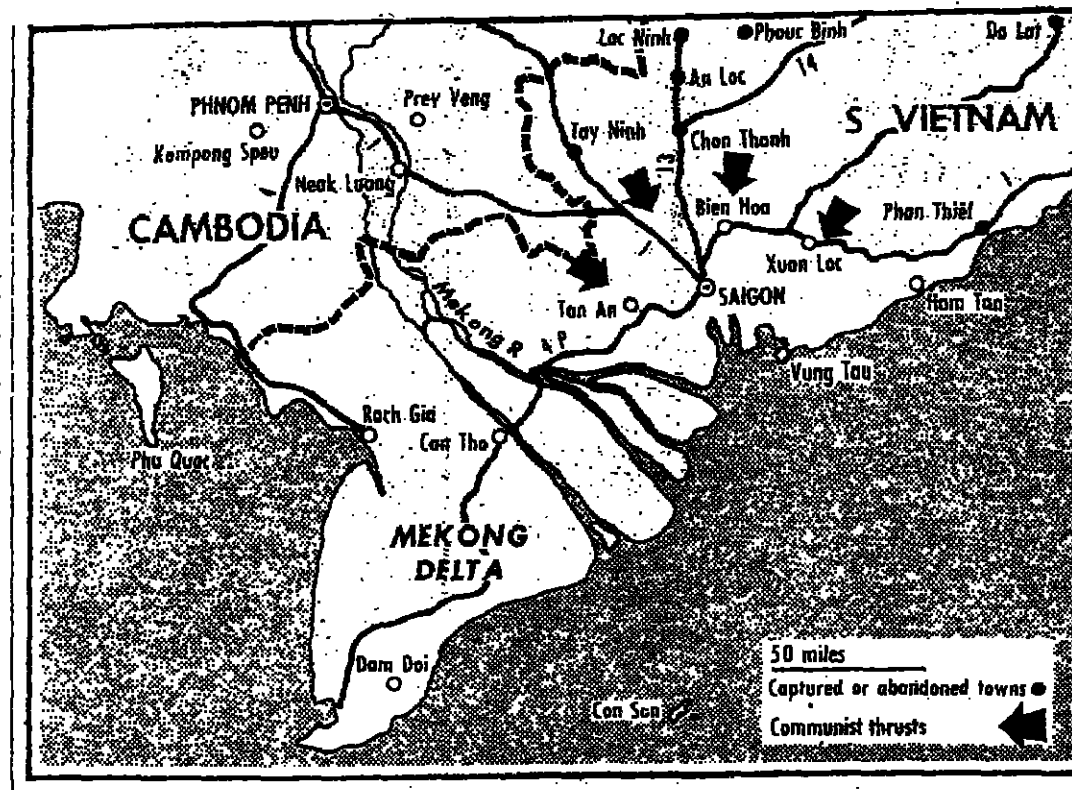 Loc Ninh
Phouc Binh
Da Lat
An Loc
14
PHNOM PENH
Prey Veng
S VIETNAM
Kompong Speu
Tay Ninh
Chon Thanh
13
Neak Luong
Bien Hoa
Phan Thiet
CAMBODIA
Xuan Loc
SAIGON
Ham Tan
Mekong R
Tan An
4
Vung Tau
Rach Gia
Can Tho
Phu Quoc
MEKONG
DELTA
Dam Doi
Con Son
50 miles
Captured or abandoned towns
Communist thrusts